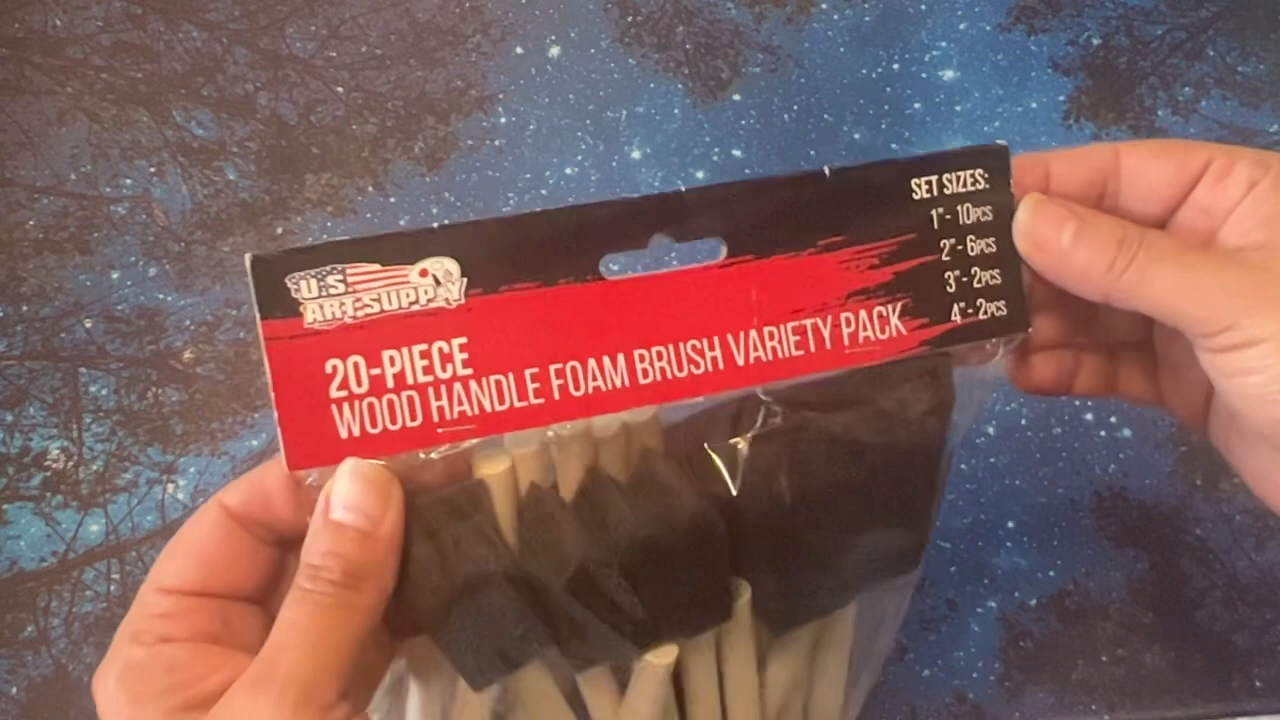 U.S.
ART SUPPLY
20-PIECE
WOOD HANDLE FOAM BRUSH VARIETY PACK
SET SIZES:
1"- 10PCS
2"- 6PCS
3"- 2PCS
4"- 2PCS